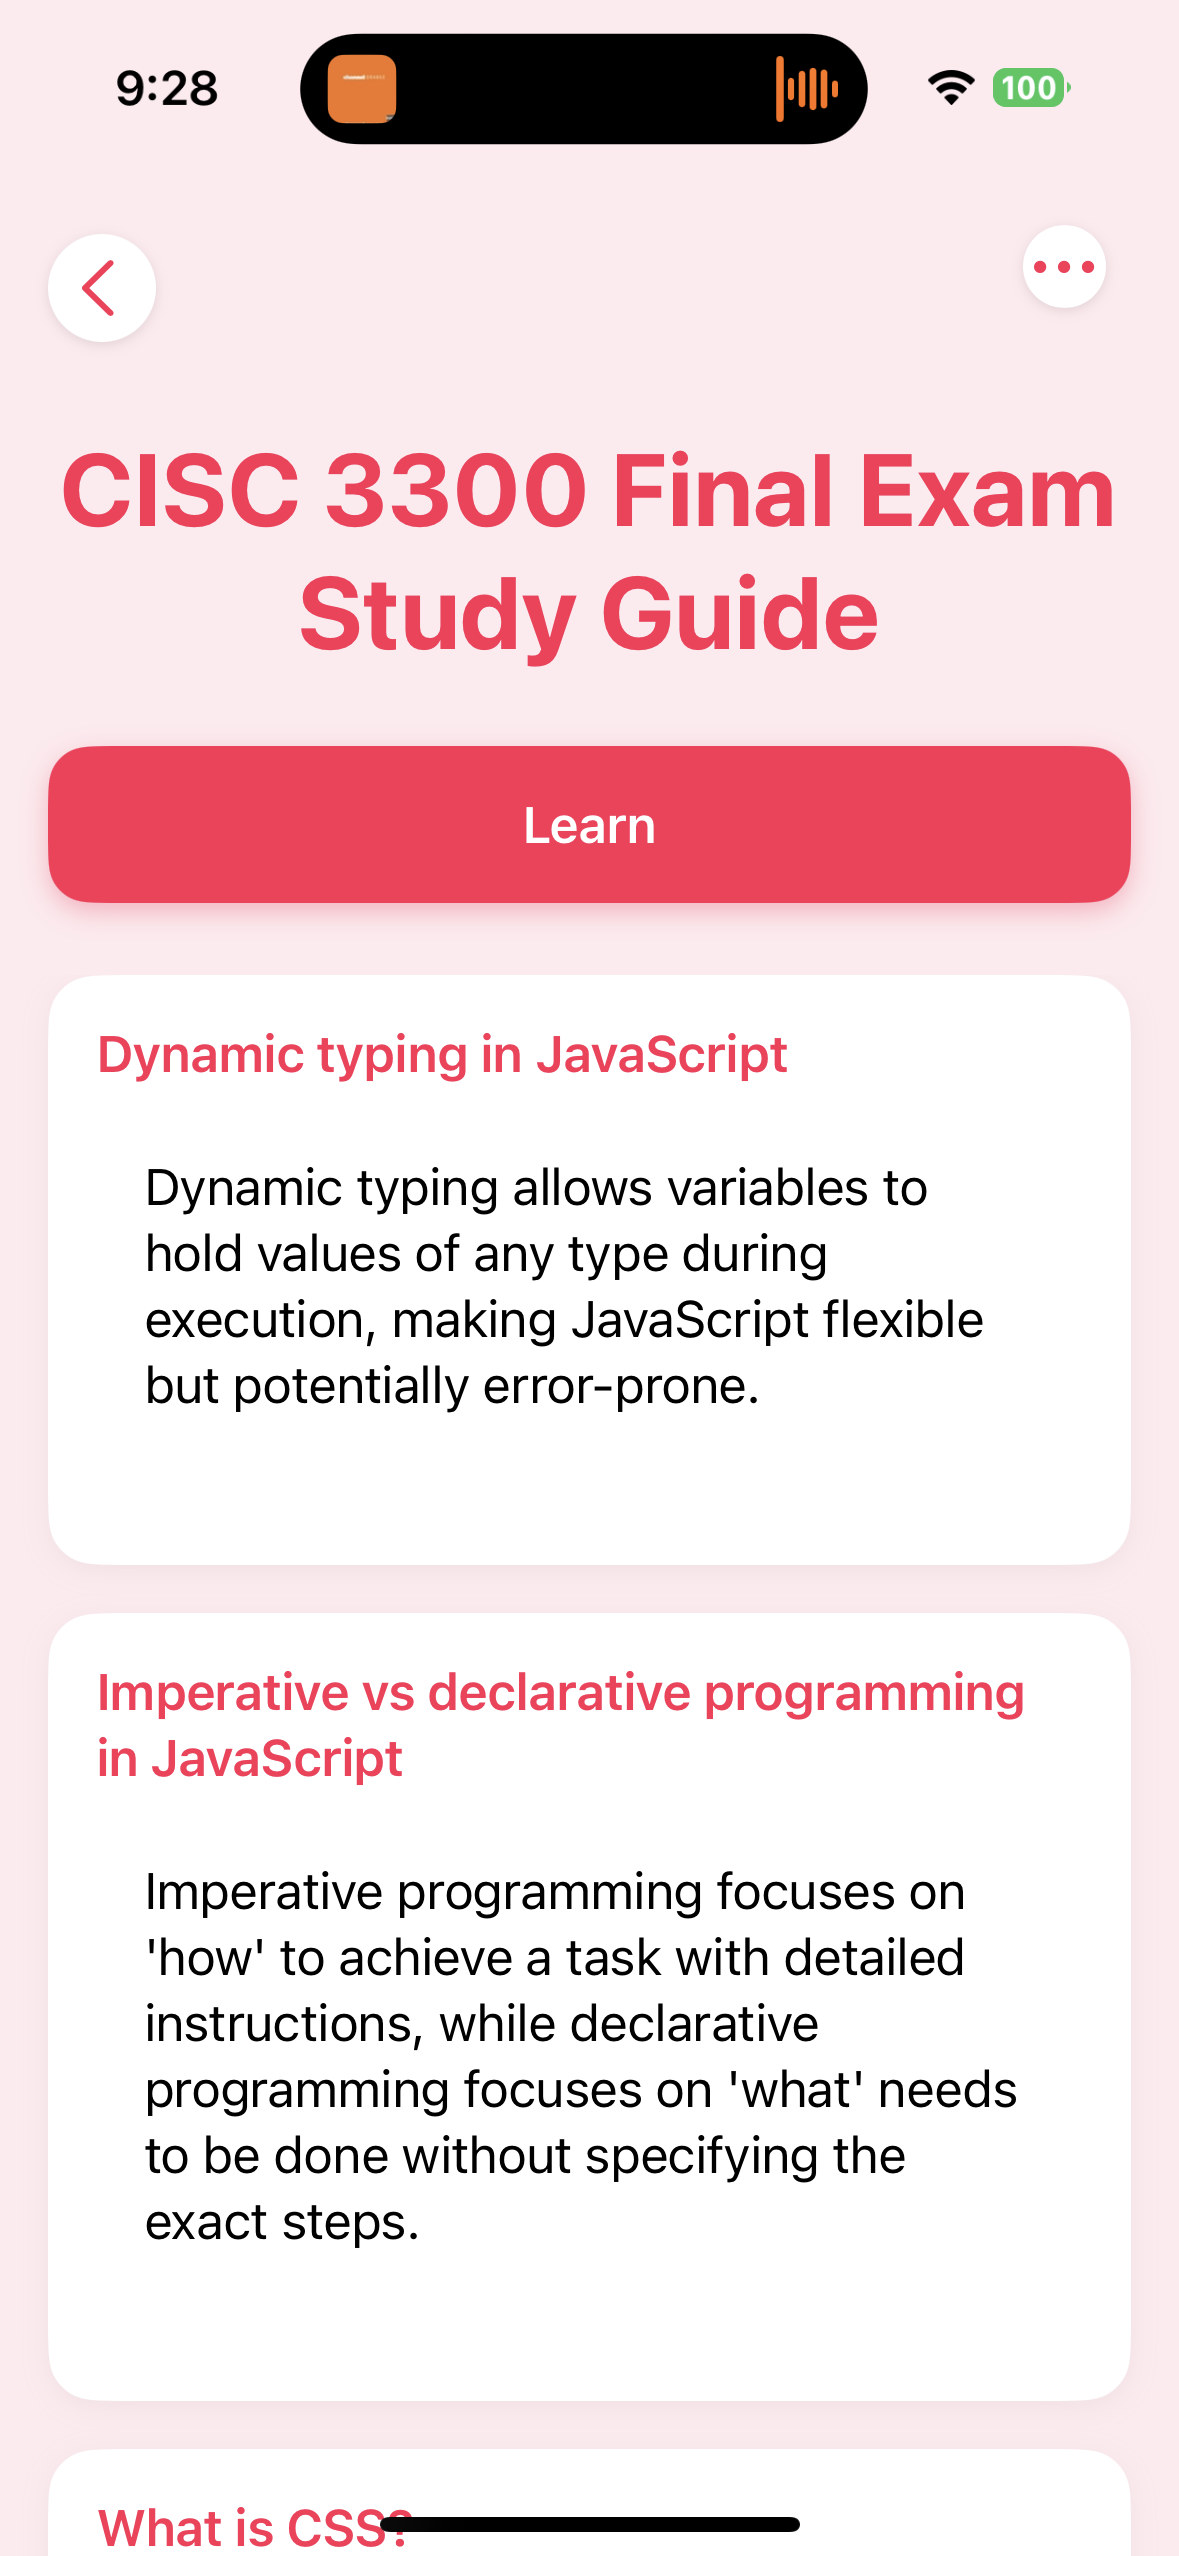 9:28
100
CISC 3300 Final Exam
Study Guide
Learn
Dynamic typing in JavaScript
Dynamic typing allows variables to
hold values of any type during
execution, making JavaScript flexible
but potentially error-prone.
Imperative vs declarative programming
in JavaScript
Imperative programming focuses on
'how' to achieve a task with detailed
instructions, while declarative
programming focuses on 'what' needs
to be done without specifying the
exact steps.
What is CSS?